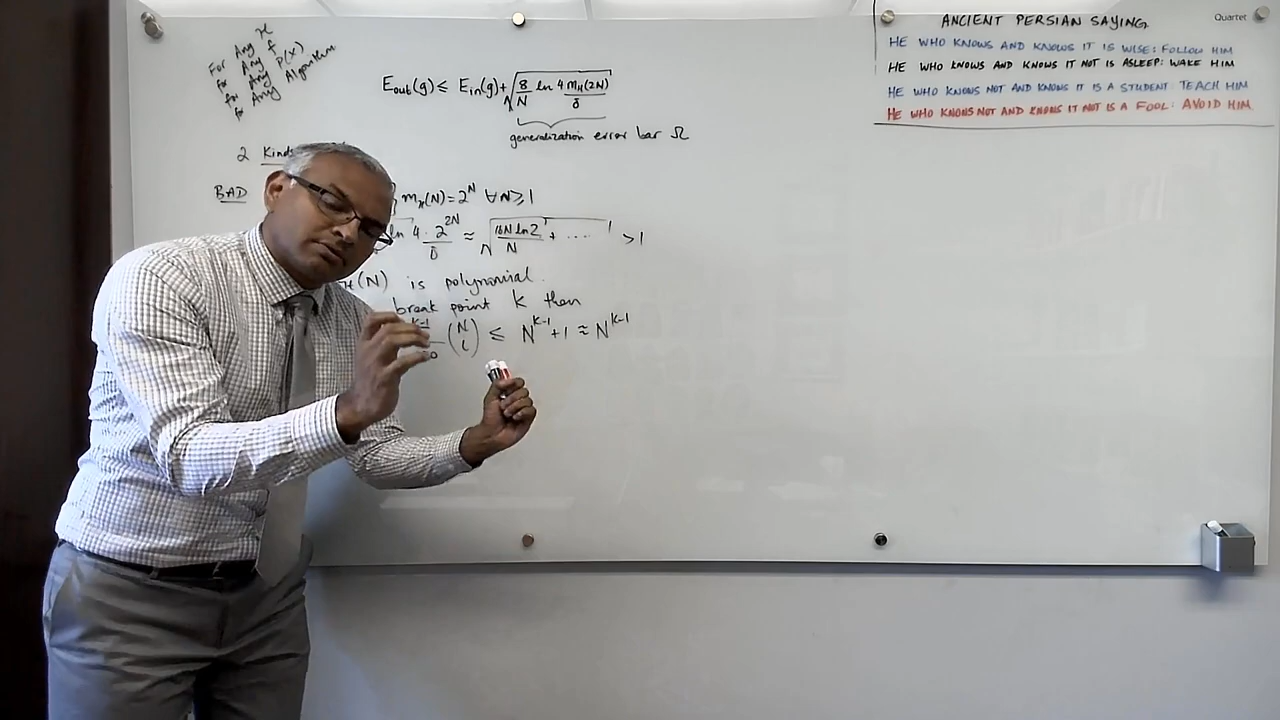 For Any H
for Any f
for Any P(x)
for Any Algorithm
E_out(g) ≤ E_in(g) + √(8/N ln 4 m_H(2N)/δ)
generalization error bar Ω
2 Kinds
BAD
m_H(N) = 2^N ∀N≥1
ln 4·2^{2N}/δ ≈ √(16N ln2/N + ....) >1
(N) is polynomial.
break point K then
K-1 (N i) ≤ N^{K-1} + 1 ≈ N^{K-1}
ANCIENT PERSIAN SAYING
Quartet
HE WHO KNOWS AND KNOWS IT IS WISE: FOLLOW HIM
HE WHO KNOWS AND KNOWS IT NOT IS ASLEEP: WAKE HIM
HE WHO KNOWS NOT AND KNOWS IT IS A STUDENT: TEACH HIM
HE WHO KNOWS NOT AND KNOWS IT NOT IS A FOOL: AVOID HIM